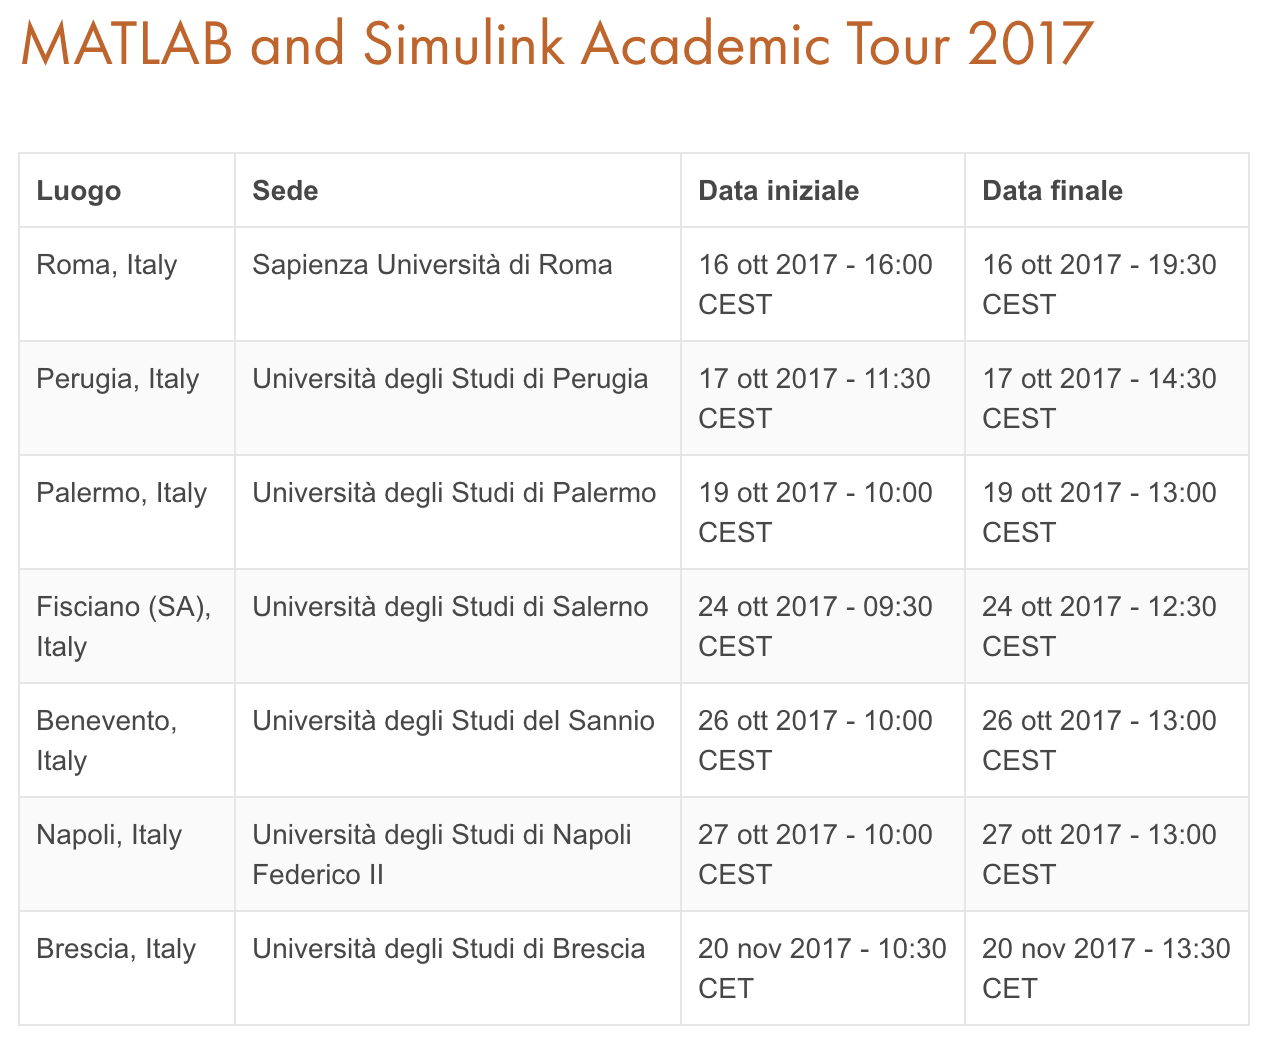 MATLAB and Simulink Academic Tour 2017
Luogo Sede Data iniziale Data finale
Roma, Italy Sapienza Università di Roma 16 ott 2017 - 16:00 16 ott 2017 - 19:30
CEST CEST
Perugia, Italy Università degli Studi di Perugia 17 ott 2017 - 11:30 17 ott 2017 - 14:30
CEST CEST
Palermo, Italy Università degli Studi di Palermo 19 ott 2017 - 10:00 19 ott 2017 - 13:00
CEST CEST
Fisciano (SA), Università degli Studi di Salerno 24 ott 2017 - 09:30 24 ott 2017 - 12:30
Italy CEST CEST
Benevento, Università degli Studi del Sannio 26 ott 2017 - 10:00 26 ott 2017 - 13:00
Italy CEST CEST
Napoli, Italy Università degli Studi di Napoli 27 ott 2017 - 10:00 27 ott 2017 - 13:00
Federico II CEST CEST
Brescia, Italy Università degli Studi di Brescia 20 nov 2017 - 10:30 20 nov 2017 - 13:30
CET CET